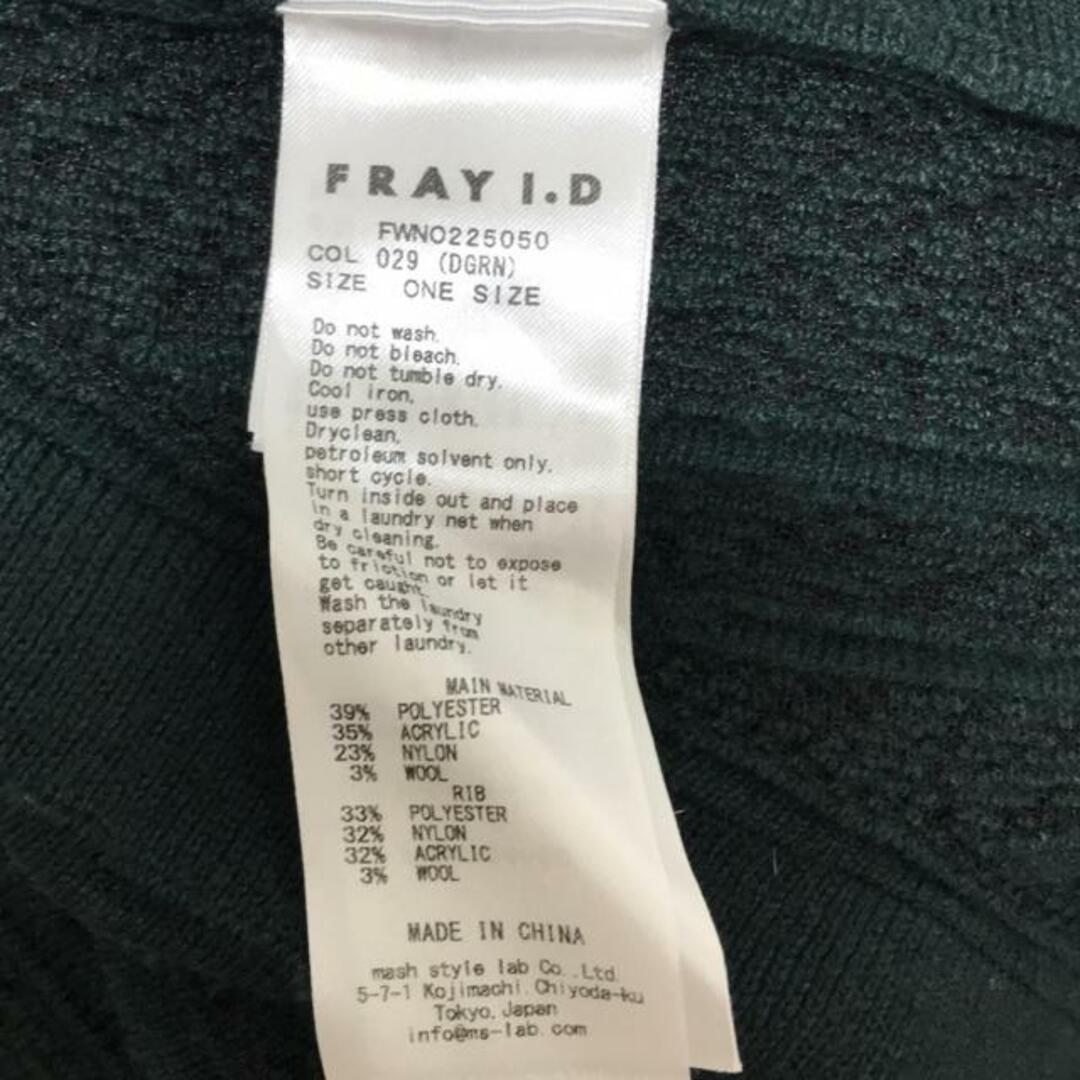 FRAY I.D
FWNO225050
COL 029 (DGRN)
SIZE ONE SIZE
Do not wash.
Do not bleach.
Do not tumble dry.
Cool iron,
use press cloth.
Dryclean,
petroleum solvent only,
short cycle.
Turn inside out and place
in a laundry net when
dry cleaning.
Be careful not to expose
to friction or let it
get caught.
Wash the laundry
separately from
other laundry.
MAIN MATERIAL
39% POLYESTER
35% ACRYLIC
23% NYLON
3% WOOL
RIB
33% POLYESTER
32% NYLON
32% ACRYLIC
3% WOOL
MADE IN CHINA
mash style lab Co.,Ltd.
5-7-1 Kojimachi, Chiyoda-ku
Tokyo, Japan
info@ms-lab.com